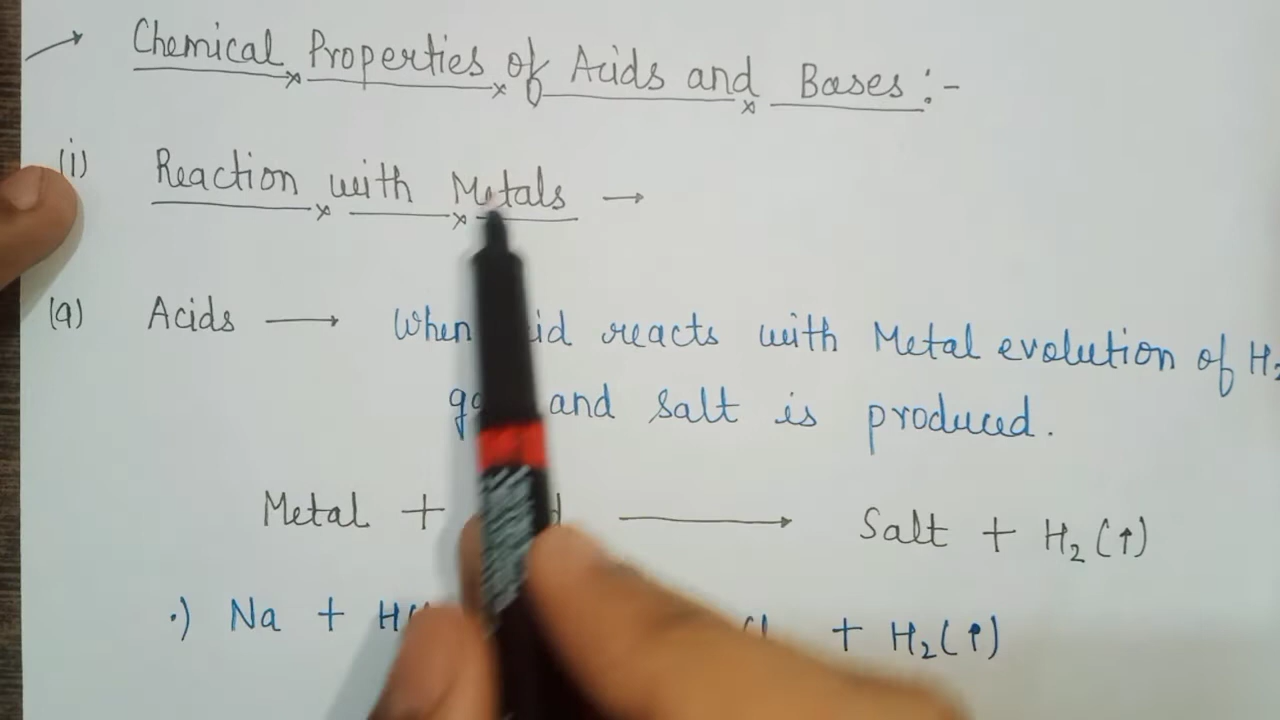 Chemical Properties of Acids and Bases :-
(i) Reaction with Metals →
(a) Acids → When reacts with Metal evolution of H₂
and salt is produced.
Metal + → Salt + H₂(↑)
·) Na + + H₂(↑)